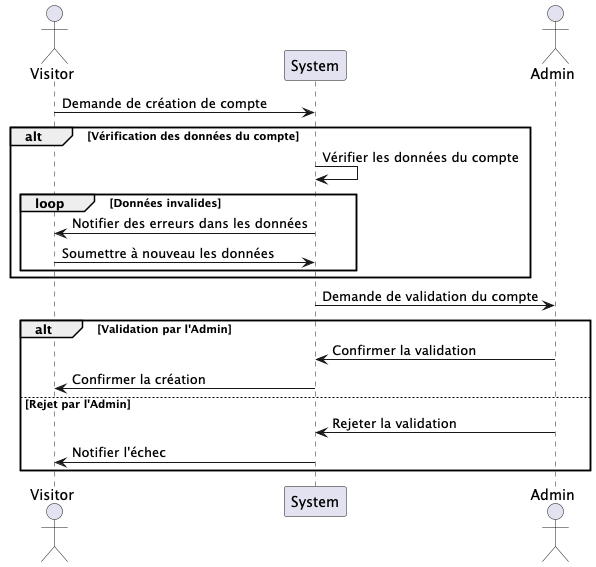 Visitor
System
Admin
Demande de création de compte
alt [Vérification des données du compte]
Vérifier les données du compte
loop [Données invalides]
Notifier des erreurs dans les données
Soumettre à nouveau les données
Demande de validation du compte
alt [Validation par l'Admin]
Confirmer la validation
Confirmer la création
[Rejet par l'Admin]
Rejeter la validation
Notifier l'échec
Visitor
System
Admin